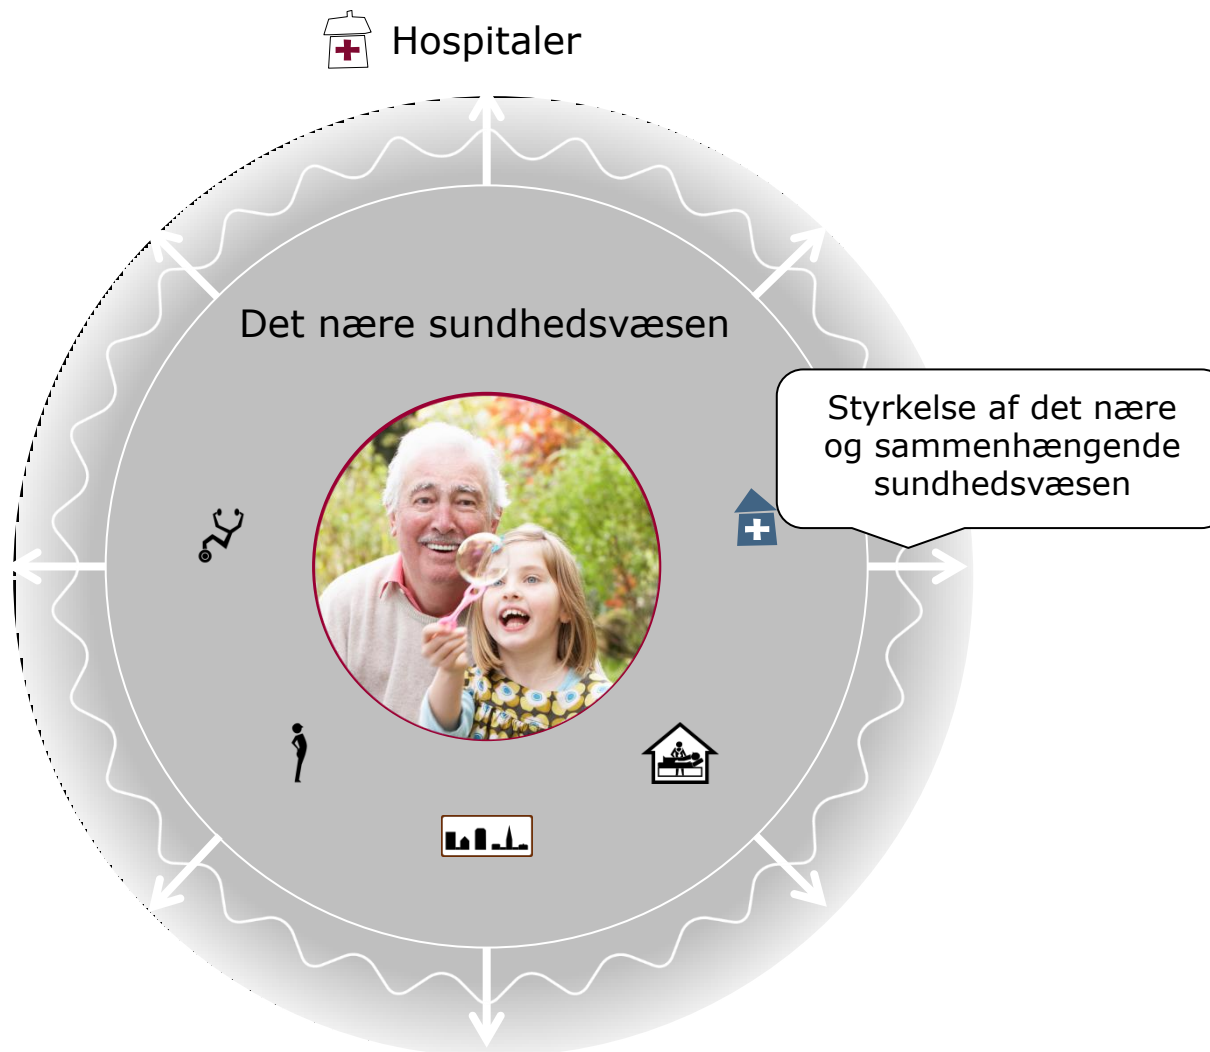 Hospitaler
Det nære sundhedsvæsen
Styrkelse af det nære
og sammenhængende
sundhedsvæsen